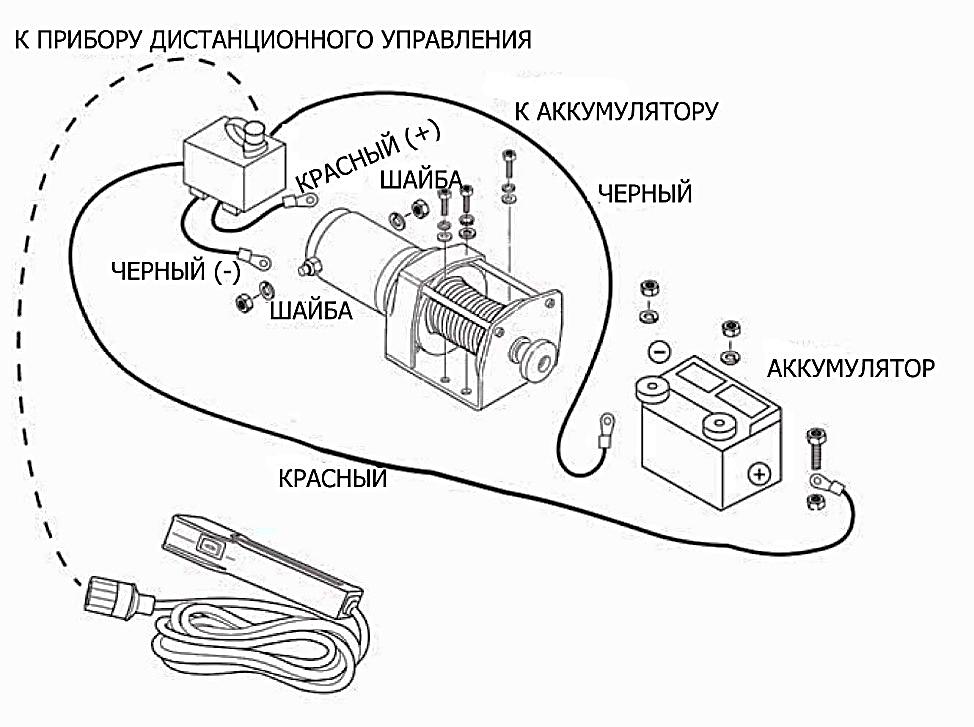 К ПРИБОРУ ДИСТАНЦИОННОГО УПРАВЛЕНИЯ
К АККУМУЛЯТОРУ
КРАСНЫЙ (+)
ШАЙБА
ЧЕРНЫЙ
ЧЕРНЫЙ (-)
ШАЙБА
АККУМУЛЯТОР
КРАСНЫЙ